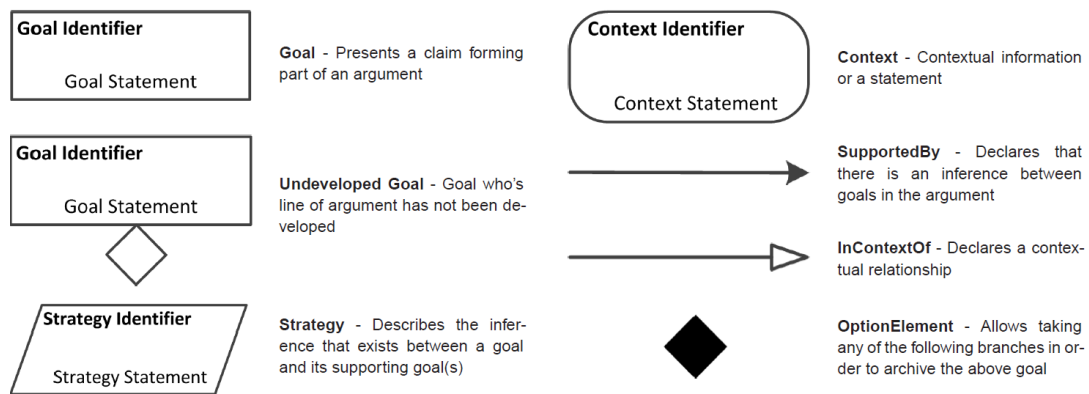 Goal Identifier
Goal Statement
Goal - Presents a claim forming
part of an argument
Goal Identifier
Goal Statement
Undeveloped Goal - Goal who's
line of argument has not been de-
veloped
Strategy Identifier
Strategy Statement
Strategy - Describes the infer-
ence that exists between a goal
and its supporting goal(s)
Context Identifier
Context Statement
Context - Contextual information
or a statement
SupportedBy - Declares that
there is an inference between
goals in the argument
InContextOf - Declares a contex-
tual relationship
OptionElement - Allows taking
any of the following branches in or-
der to archive the above goal